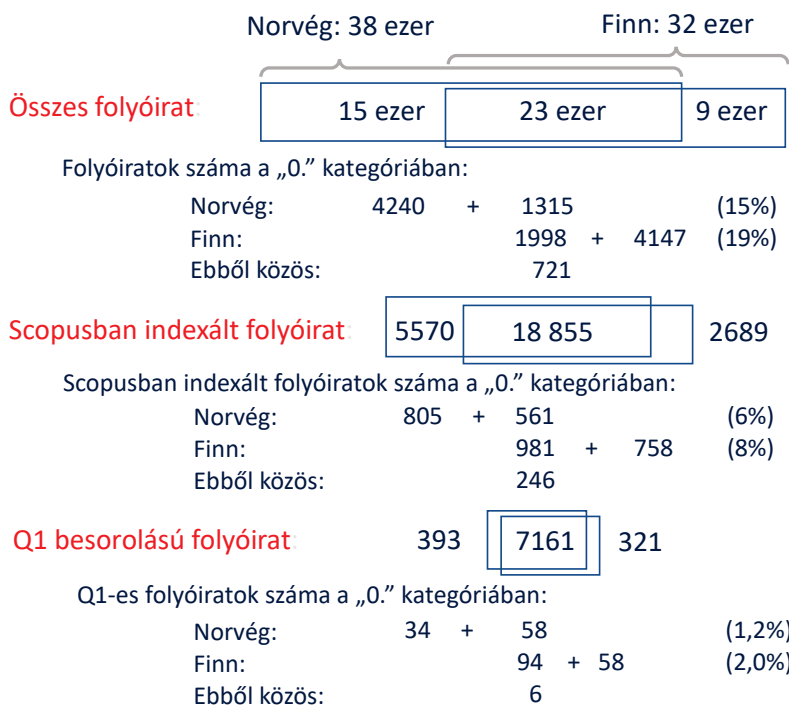 Norvég: 38 ezer Finn: 32 ezer
Összes folyóirat: 15 ezer 23 ezer 9 ezer
Folyóiratok száma a „0.” kategóriában:
Norvég: 4240 + 1315 (15%)
Finn: 1998 + 4147 (19%)
Ebből közös: 721
Scopusban indexált folyóirat: 5570 18 855 2689
Scopusban indexált folyóiratok száma a „0.” kategóriában:
Norvég: 805 + 561 (6%)
Finn: 981 + 758 (8%)
Ebből közös: 246
Q1 besorolású folyóirat: 393 7161 321
Q1-es folyóiratok száma a „0.” kategóriában:
Norvég: 34 + 58 (1,2%)
Finn: 94 + 58 (2,0%)
Ebből közös: 6